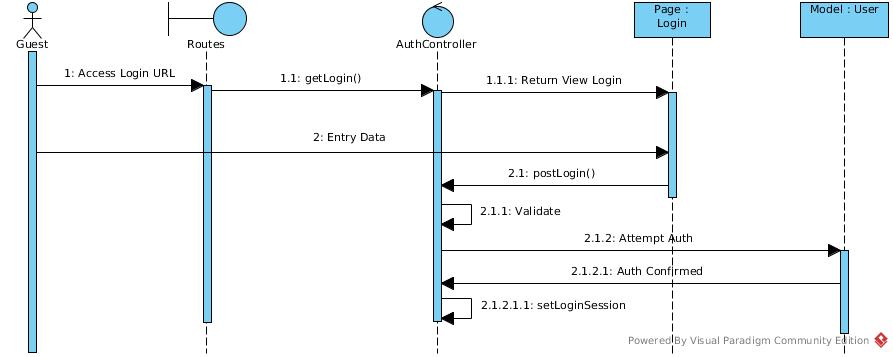 Page :
Login
Model : User
Guest
Routes
AuthController
1: Access Login URL
1.1: getLogin()
1.1.1: Return View Login
2: Entry Data
2.1: postLogin()
2.1.1: Validate
2.1.2: Attempt Auth
2.1.2.1: Auth Confirmed
2.1.2.1.1: setLoginSession
Powered By Visual Paradigm Community Edition